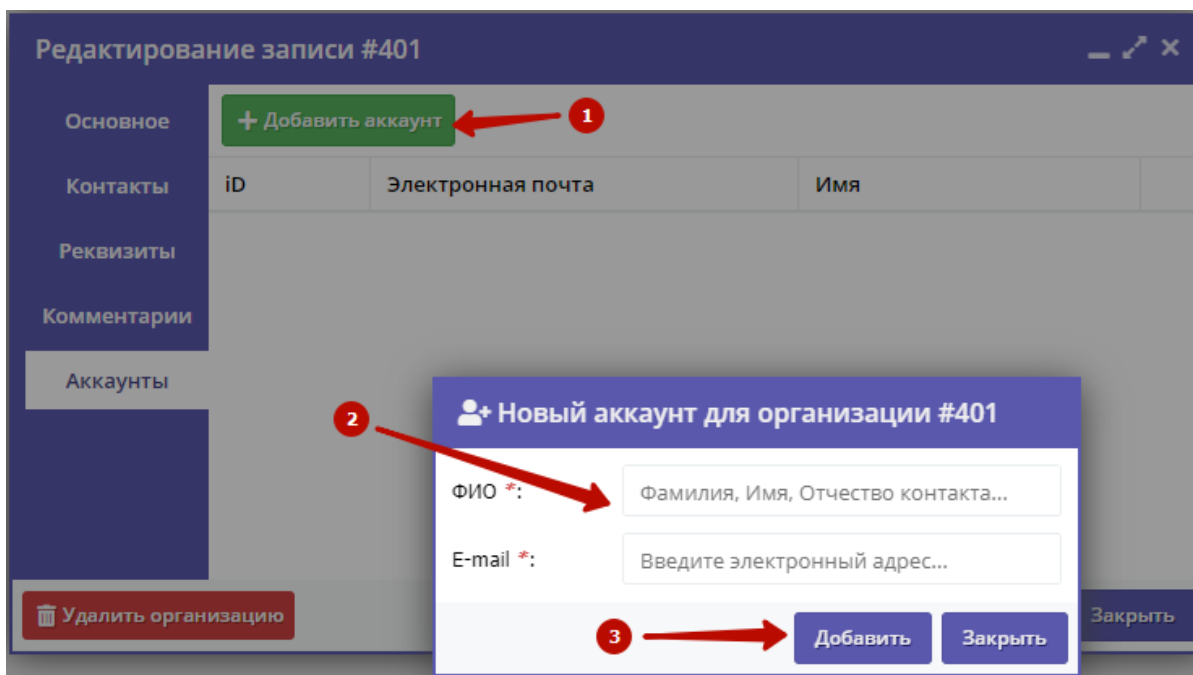 Редактирование записи #401
Основное
+ Добавить аккаунт
1
Контакты
iD
Электронная почта
Имя
Реквизиты
Комментарии
Аккаунты
2
Новый аккаунт для организации #401
ФИО *:
Фамилия, Имя, Отчество контакта...
E-mail *:
Введите электронный адрес...
Удалить организацию
3
Добавить
Закрыть
Закрыть